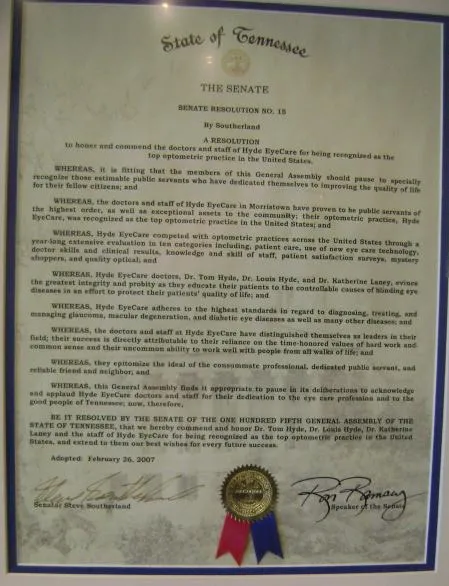 State of Tennessee
THE SENATE
SENATE RESOLUTION NO. 15
By Southerland
A RESOLUTION
to honor and commend the doctors and staff of Hyde EyeCare for being recognized as the
top optometric practice in the United States.
WHEREAS, it is fitting that the members of this General Assembly should pause to specially
recognize those estimable public servants who have dedicated themselves to improving the quality of life
for their fellow citizens; and
WHEREAS, the doctors and staff of Hyde EyeCare in Morristown have proven to be public servants of
the highest order, as well as exceptional assets to the community; their optometric practice, Hyde
EyeCare, was recognized as the top optometric practice in the United States; and
WHEREAS, Hyde EyeCare competed with optometric practices across the United States through a
year-long extensive evaluation in ten categories including, patient care, use of new eye care technology,
doctor skills and clinical results, knowledge and skill of staff, patient satisfaction surveys, mystery
shoppers, and quality optical; and
WHEREAS, Hyde EyeCare doctors, Dr. Tom Hyde, Dr. Louis Hyde, and Dr. Katherine Laney, evince
the greatest integrity and probity as they educate their patients to the controllable causes of blinding eye
diseases in an effort to protect their patients' quality of life; and
WHEREAS, Hyde EyeCare adheres to the highest standards in regard to diagnosing, treating, and
managing glaucoma, macular degeneration, and diabetic eye diseases as well as many other diseases; and
WHEREAS, the doctors and staff at Hyde EyeCare have distinguished themselves as leaders in their
field; their success is directly attributable to their reliance on the time-honored values of hard work and
common sense and their uncommon ability to work well with people from all walks of life; and
WHEREAS, they epitomize the ideal of the consummate professional, dedicated public servant, and
reliable friend and neighbor; and
WHEREAS, this General Assembly finds it appropriate to pause in its deliberations to acknowledge
and applaud Hyde EyeCare doctors and staff for their dedication to the eye care profession and to the
good people of Tennessee; now, therefore,
BE IT RESOLVED BY THE SENATE OF THE ONE HUNDRED FIFTH GENERAL ASSEMBLY OF THE
STATE OF TENNESSEE, that we hereby commend and honor Dr. Tom Hyde, Dr. Louis Hyde, Dr. Katherine
Laney and the staff of Hyde EyeCare for being recognized as the top optometric practice in the United
States, and extend to them our best wishes for every future success.
Adopted: February 26, 2007
Senator Steve Southerland
Ron Ramsey
Speaker of the Senate